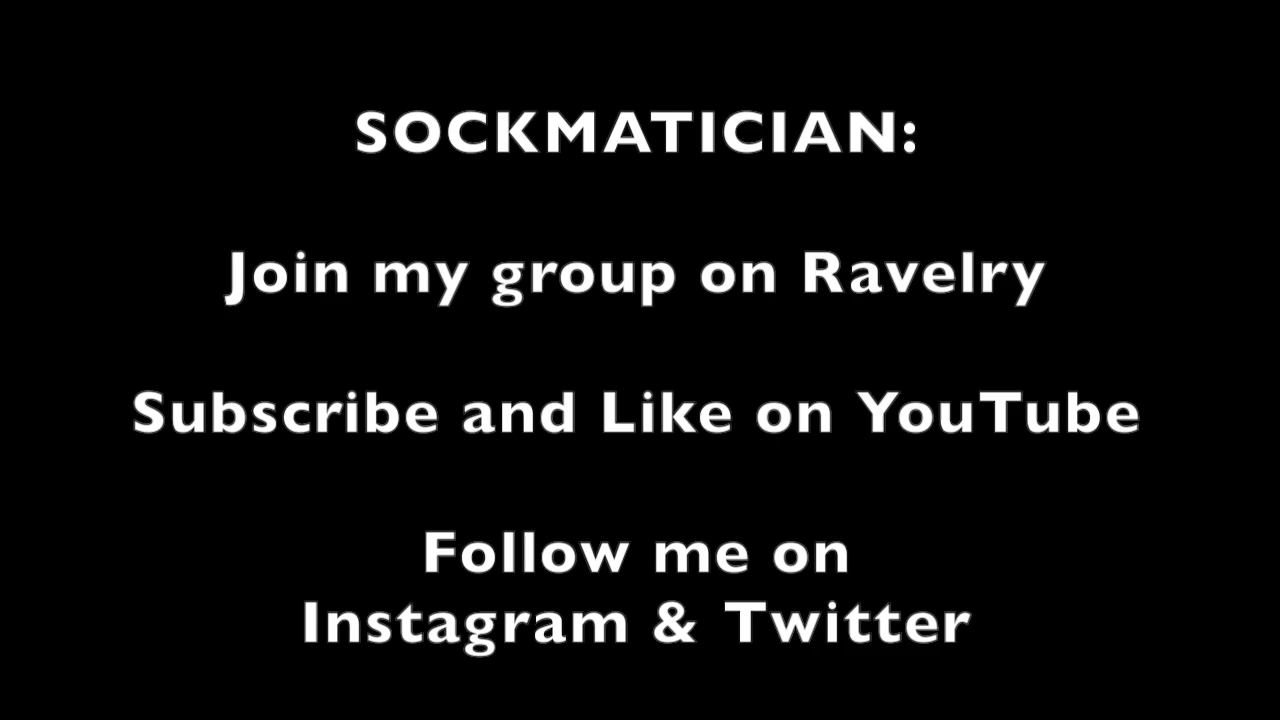 SOCKMATICIAN:
Join my group on Ravelry
Subscribe and Like on YouTube
Follow me on
Instagram & Twitter